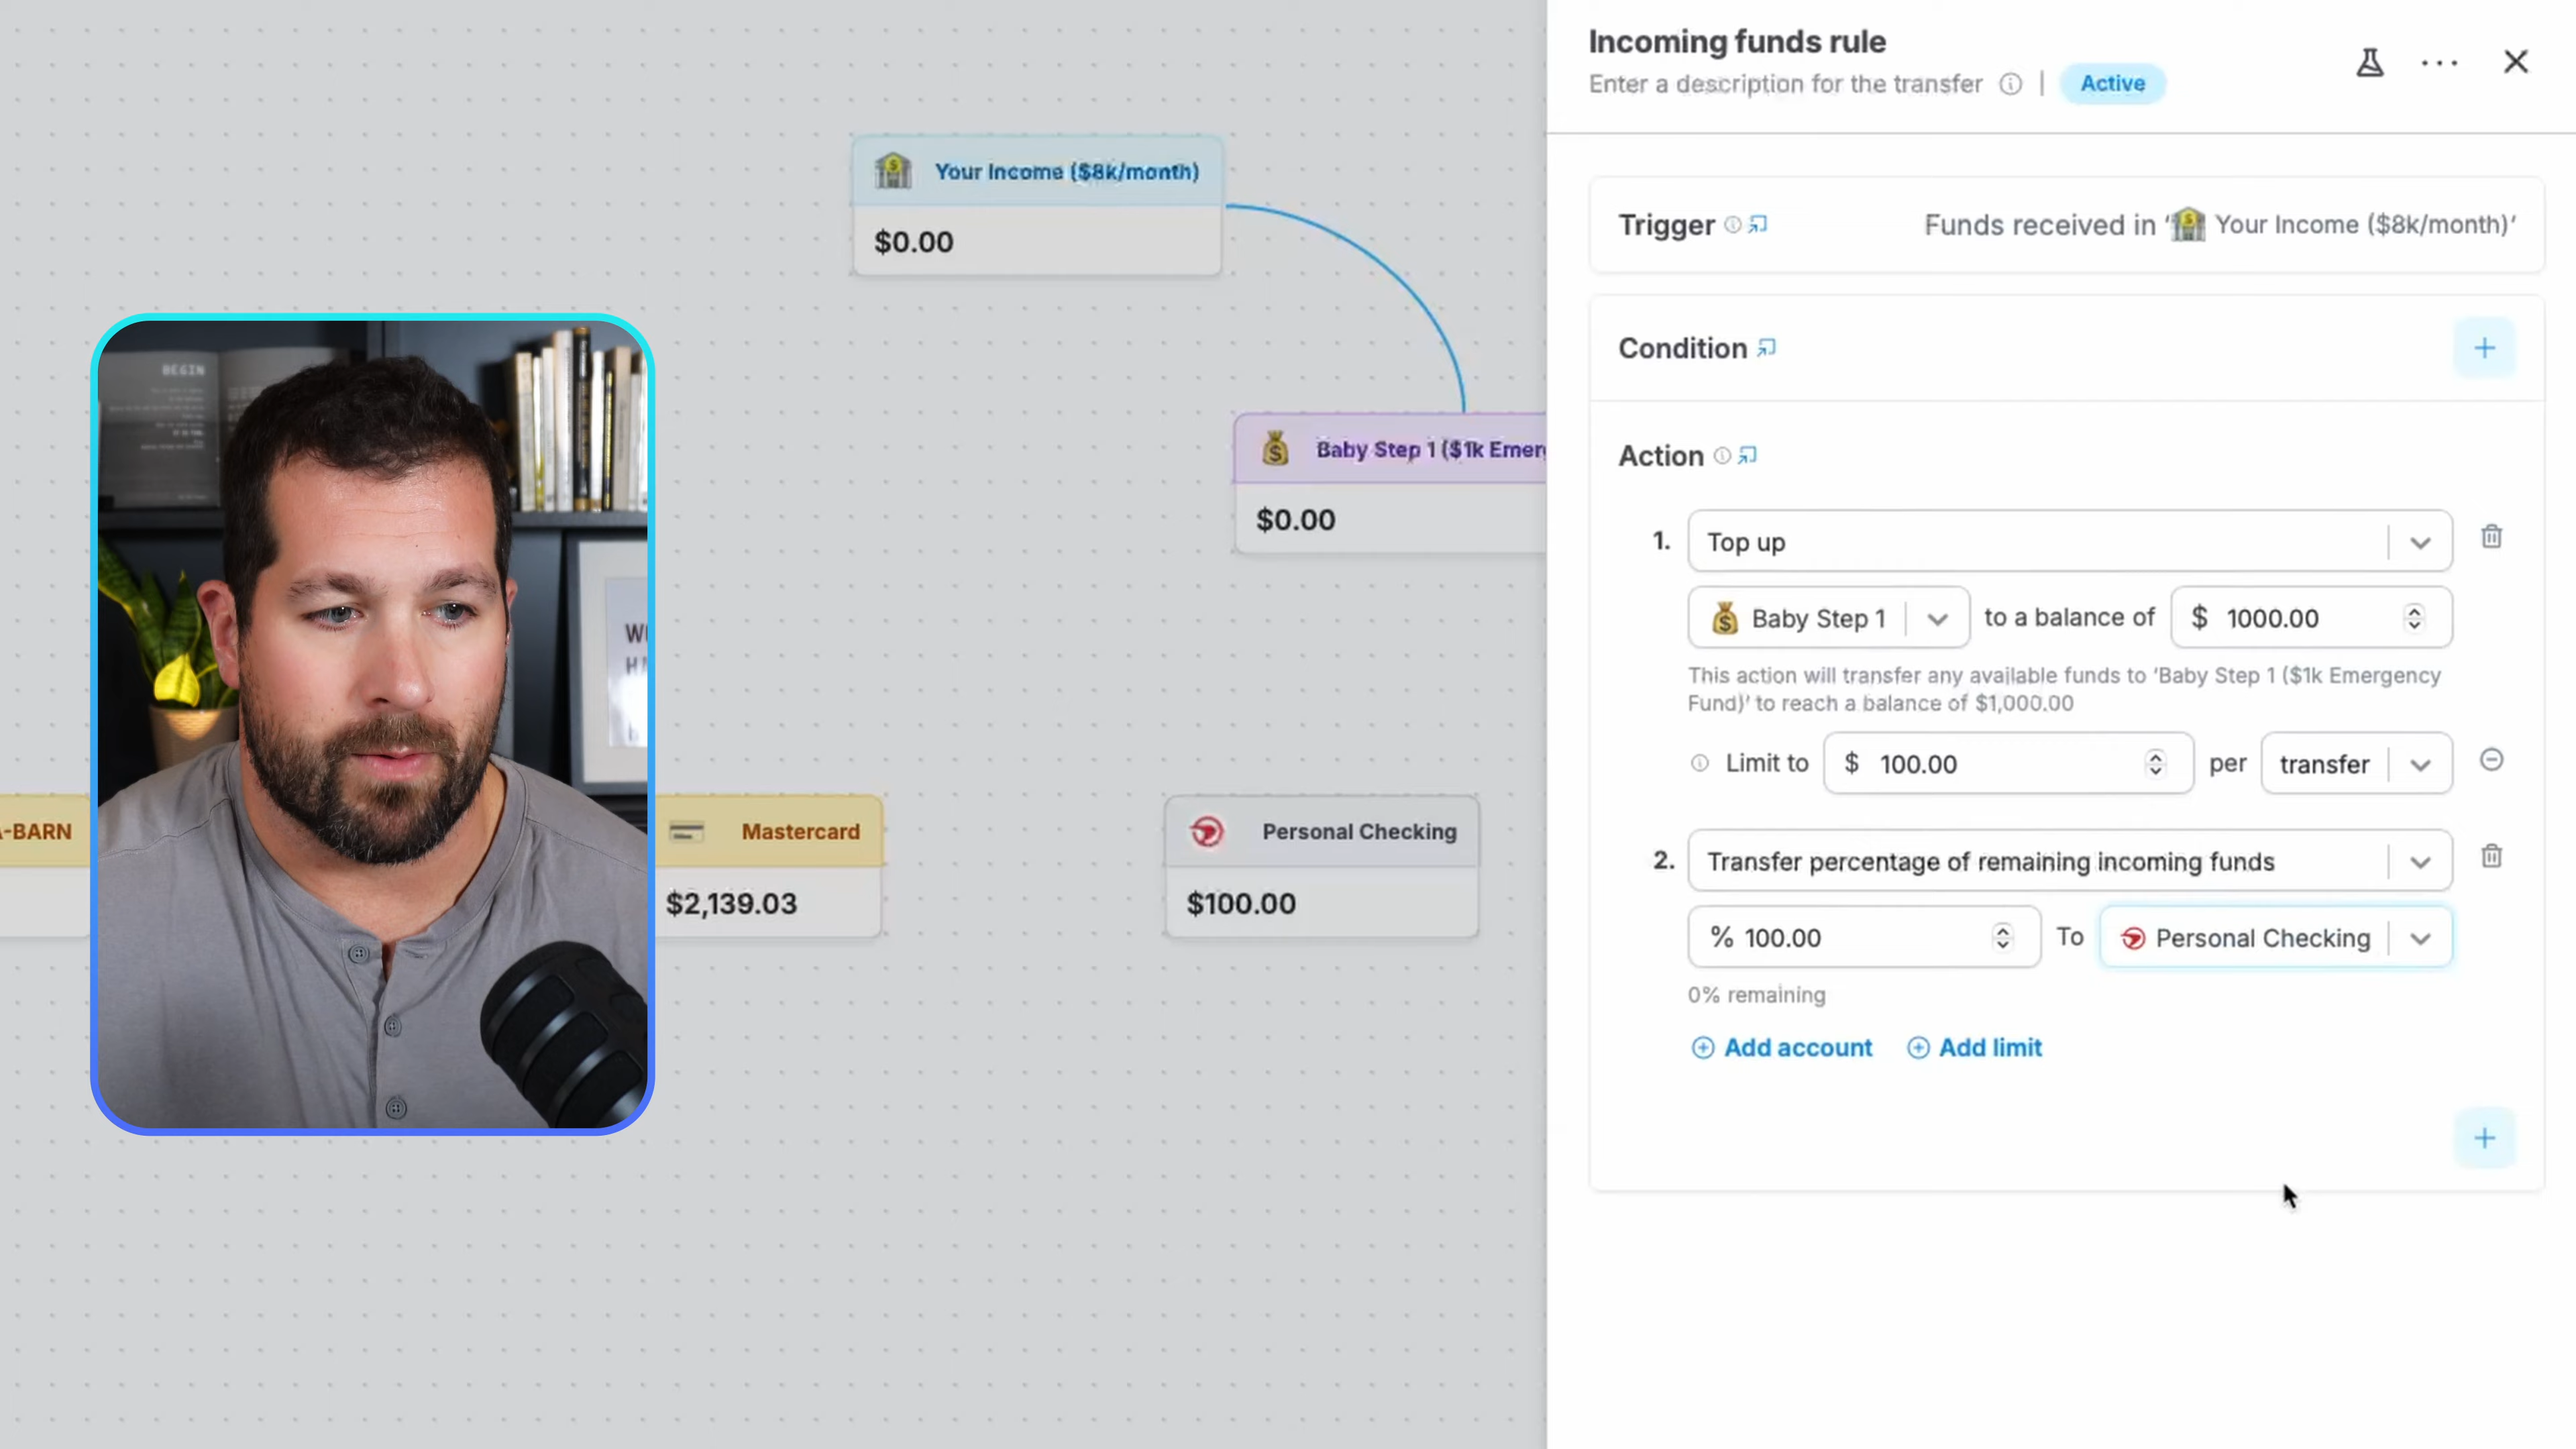 Incoming funds rule
Enter a description for the transfer
Active
Your Income ($8k/month)
$0.00
Trigger
Funds received in ‘ Your Income ($8k/month)’
Condition
Baby Step 1 ($1k Emer
$0.00
Action
1. Top up
Baby Step 1 to a balance of $ 1000.00
This action will transfer any available funds to ‘Baby Step 1 ($1k Emergency
Fund)’ to reach a balance of $1,000.00
Limit to $ 100.00 per transfer
2. Transfer percentage of remaining incoming funds
% 100.00 To Personal Checking
0% remaining
Add account Add limit
BEGIN
-BARN
Mastercard
$2,139.03
Personal Checking
$100.00